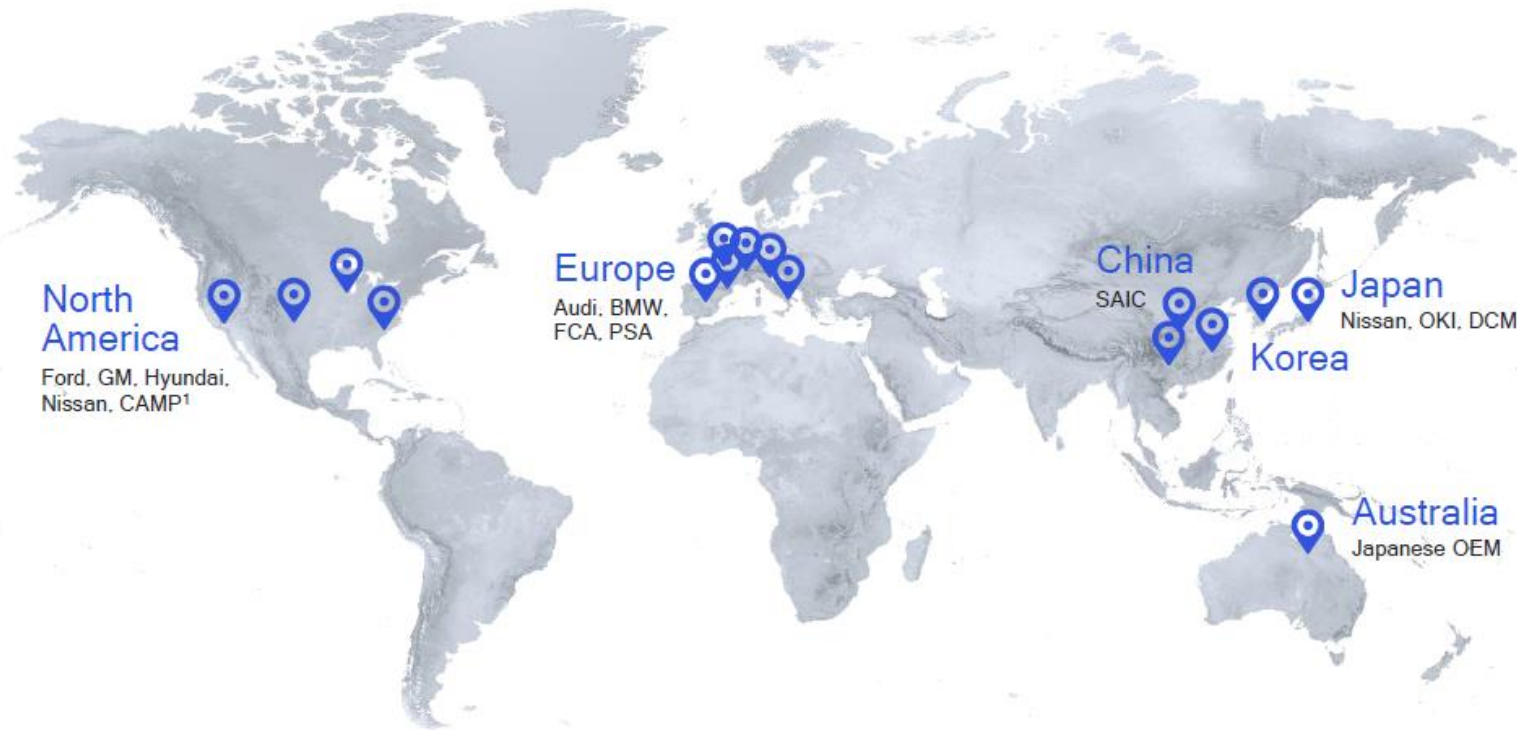 North
America
Ford, GM, Hyundai,
Nissan, CAMP¹
Europe
Audi, BMW,
FCA, PSA
China
SAIC
Japan
Nissan, OKI, DCM
Korea
Australia
Japanese OEM